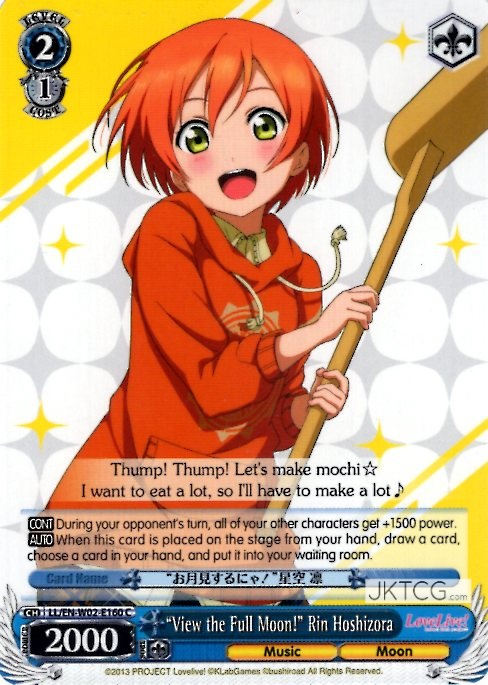 LEVEL
2
1
COST
Thump! Thump! Let's make mochi☆
I want to eat a lot, so I'll have to make a lot♪
CONT During your opponent's turn, all of your other characters get +1500 power.
AUTO When this card is placed on the stage from your hand, draw a card,
choose a card in your hand, and put it into your waiting room.
Card Name "お月見するにゃ!"星空 凛
JKTCG.com
CH LL/EN-W02-E160 C
"View the Full Moon!" Rin Hoshizora
LoveLive!
POWER 2000 SOUL
Music Moon
©2013 PROJECT Lovelive! ©KLabGames ©bushiroad All Rights Reserved.